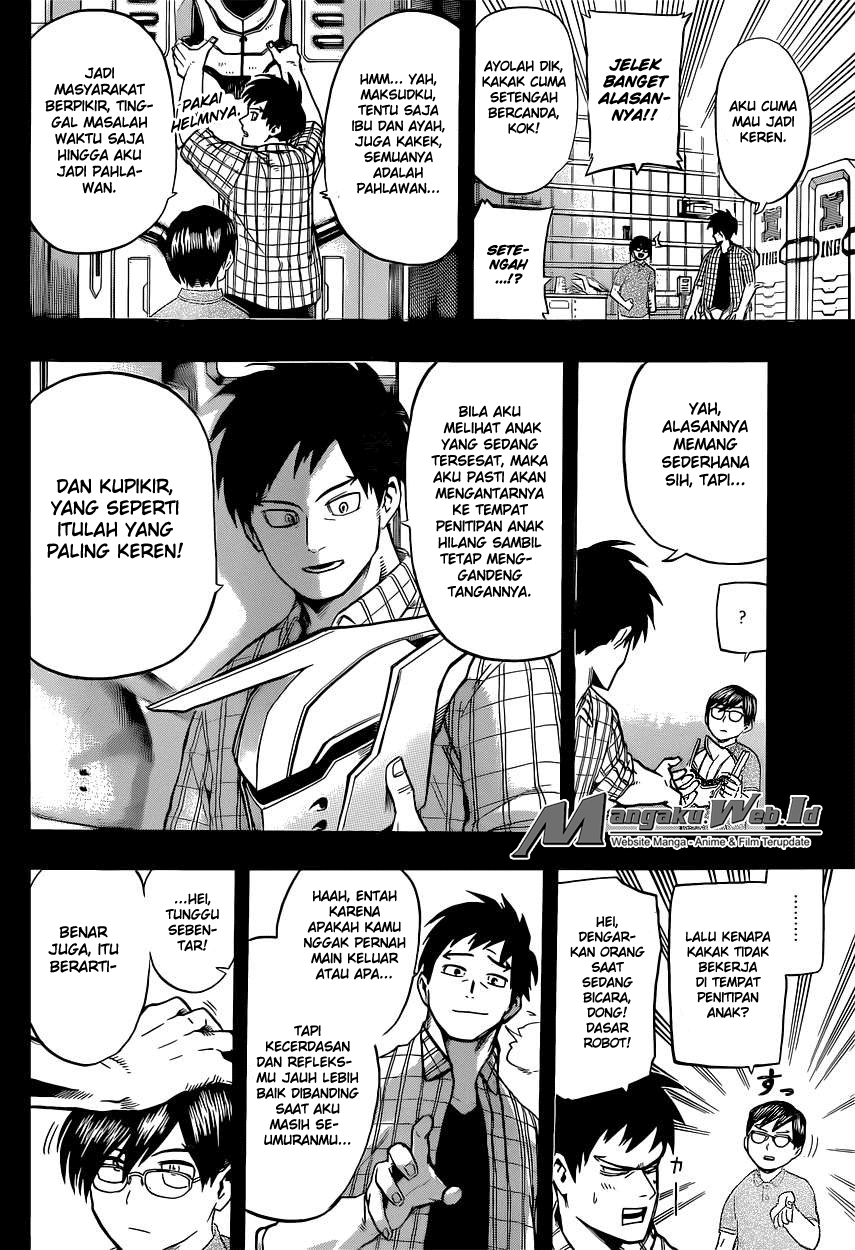 AKU CUMA
MAU JADI
KEREN.
JELEK
BANGET
ALASAN-
NYA!!
AYOLAH DIK,
KAKAK CUMA
SETENGAH
BERCANDA,
KOK!
SETE-
NGAH
...!?
ING
ING
HMM... YAH,
MAKSUDKU,
TENTU SAJA
IBU DAN AYAH,
JUGA KAKEK,
SEMUANYA
ADALAH
PAHLAWAN...
PAKAI
HELMNYA.
JADI
MASYARAKAT
BERPIKIR, TING-
GAL MASALAH
WAKTU SAJA
HINGGA AKU
JADI PAHLA-
WAN.
YAH,
ALASANNYA
MEMANG
SEDERHANA
SIH, TAPI...
?
BILA AKU
MELIHAT ANAK
YANG SEDANG
TERSESAT, MAKA
AKU PASTI AKAN
MENGANTARNYA
KE TEMPAT
PENITIPAN ANAK
HILANG SAMBIL
TETAP MENG-
GANDENG
TANGANNYA.
DAN KUPIKIR,
YANG SEPERTI
ITULAH YANG
PALING KEREN!
Mangaku.Web.Id
Website Manga - Anime & Film Terupdate
..........
LALU KENAPA
KAKAK TIDAK
BEKERJA
DI TEMPAT
PENITIPAN
ANAK?
すっ
HEI,
DENGAR-
KAN ORANG
SAAT
SEDANG
BICARA,
DONG!
DASAR
ROBOT!
カー
HAAH, ENTAH
KARENA
APAKAH KAMU
NGGAK PERNAH
MAIN KELUAR
ATAU APA...
TAPI
KECERDASAN
DAN REFLEKS-
MU JAUH LEBIH
BAIK DIBANDING
SAAT AKU
MASIH SE-
UMURANMU...
...HEI,
TUNGGU
SEBEN-
TAR!
BENAR
JUGA, ITU
BERARTI-